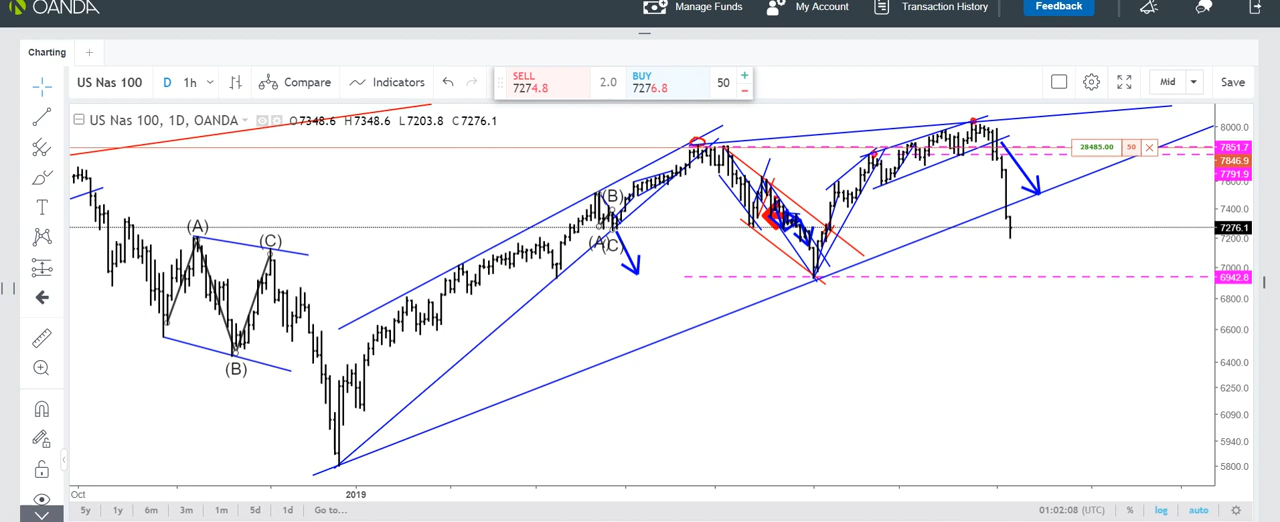 OANDA
Manage Funds My Account Transaction History Feedback
Charting +
US Nas 100 D 1h Compare Indicators
SELL 7274.8 2.0 BUY 7276.8 50 + −
Mid Save
US Nas 100, 1D, OANDA O7348.6 H7348.6 L7203.8 C7276.1
8000.0
28485.00 50
7851.7
7846.9
7791.9
7600.0
7400.0
7276.1
7200.0
7000.0
6942.8
6800.0
6600.0
6400.0
6250.0
6090.0
5940.0
5800.0
(A) (C)
(B)
(B)
(A)(C)
Oct 2019
5y 1y 6m 3m 1m 5d 1d Go to...
01:02:08 (UTC) % log auto